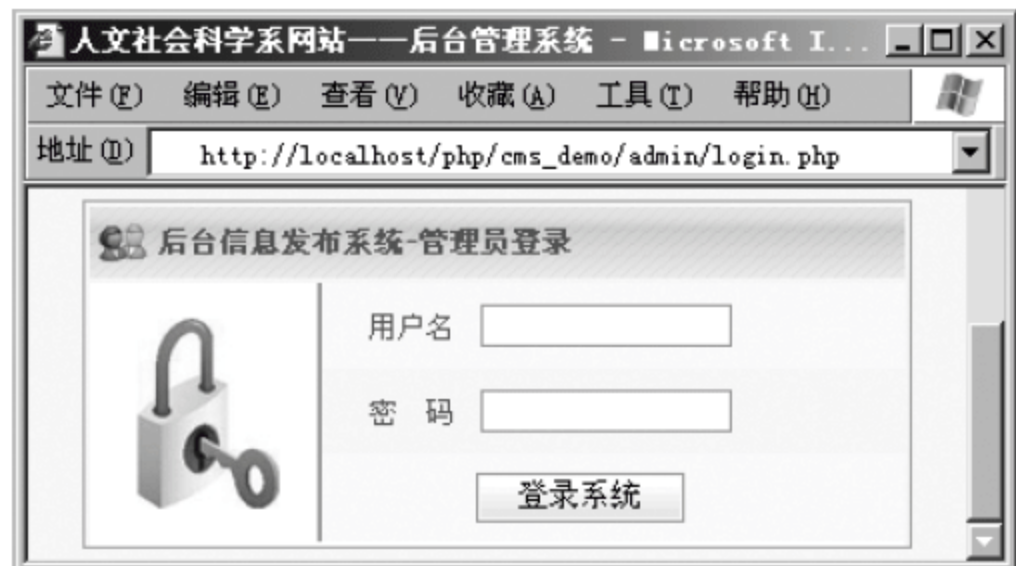 人文社会科学系网站——后台管理系统 - Microsoft I...
文件(F) 编辑(E) 查看(V) 收藏(A) 工具(T) 帮助(H)
地址(D) http://localhost/php/cms_demo/admin/login.php
后台信息发布系统-管理员登录
用户名
密 码
登录系统